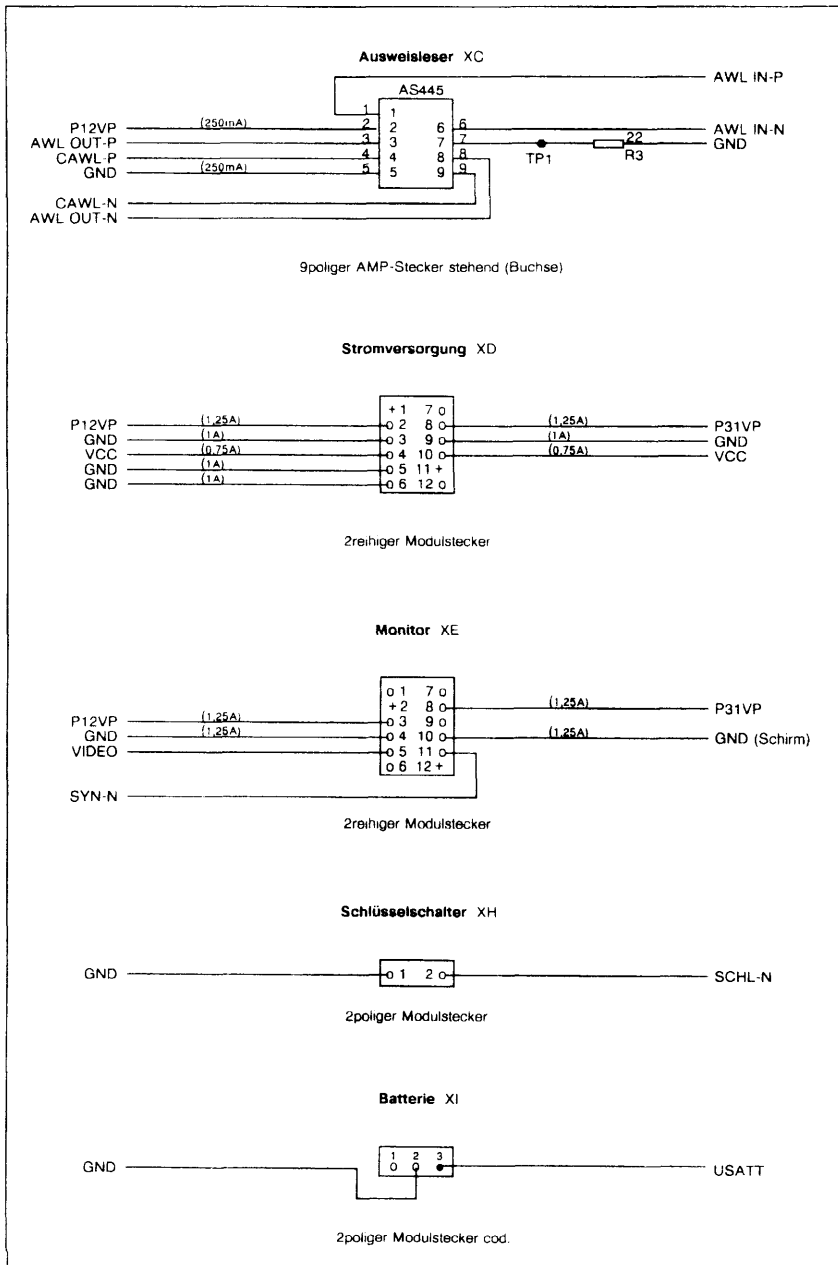 Ausweisleser XC
AWL IN-P
AS445
1 1
P12VP (250mA) 2 2 6 6 AWL IN-N
AWL OUT-P 3 3 7 7 TP1 22 R3 GND
CAWL-P 4 4 8 8
GND (250mA) 5 5 9 9
CAWL-N
AWL OUT-N
9poliger AMP-Stecker stehend (Buchse)
Stromversorgung XD
+ 1 7 o
P12VP (1,25A) o 2 8 o (1,25A) P31VP
GND (1A) o 3 9 o (1A) GND
VCC (0,75A) o 4 10 o (0,75A) VCC
GND (1A) o 5 11 +
GND (1A) o 6 12 o
2reihiger Modulstecker
Monitor XE
o 1 7 o
+ 2 8 o (1,25A) P31VP
P12VP (1,25A) o 3 9 o
GND (1,25A) o 4 10 o (1,25A) GND (Schirm)
VIDEO o 5 11 o
o 6 12 +
SYN-N
2reihiger Modulstecker
Schlüsselschalter XH
GND o 1 2 o SCHL-N
2poliger Modulstecker
Batterie XI
1 2 3
GND USATT
2poliger Modulstecker cod.